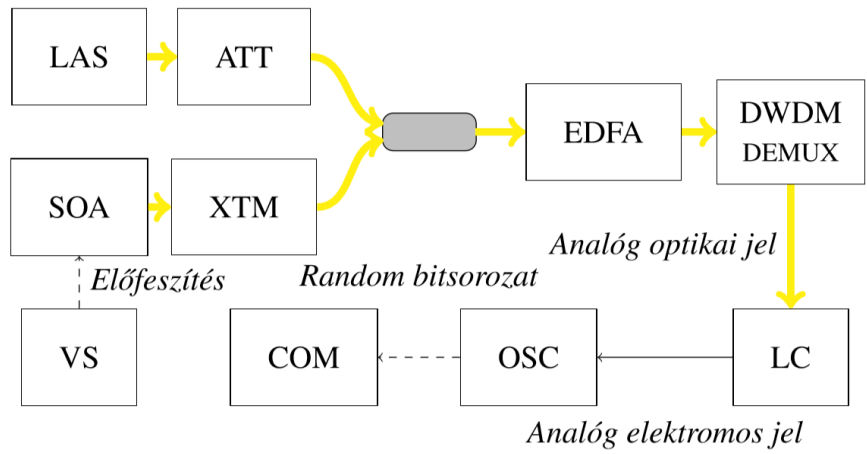 LAS
ATT
EDFA
DWDM
DEMUX
SOA
XTM
Analóg optikai jel
Előfeszítés
Random bitsorozat
VS
COM
OSC
LC
Analóg elektromos jel